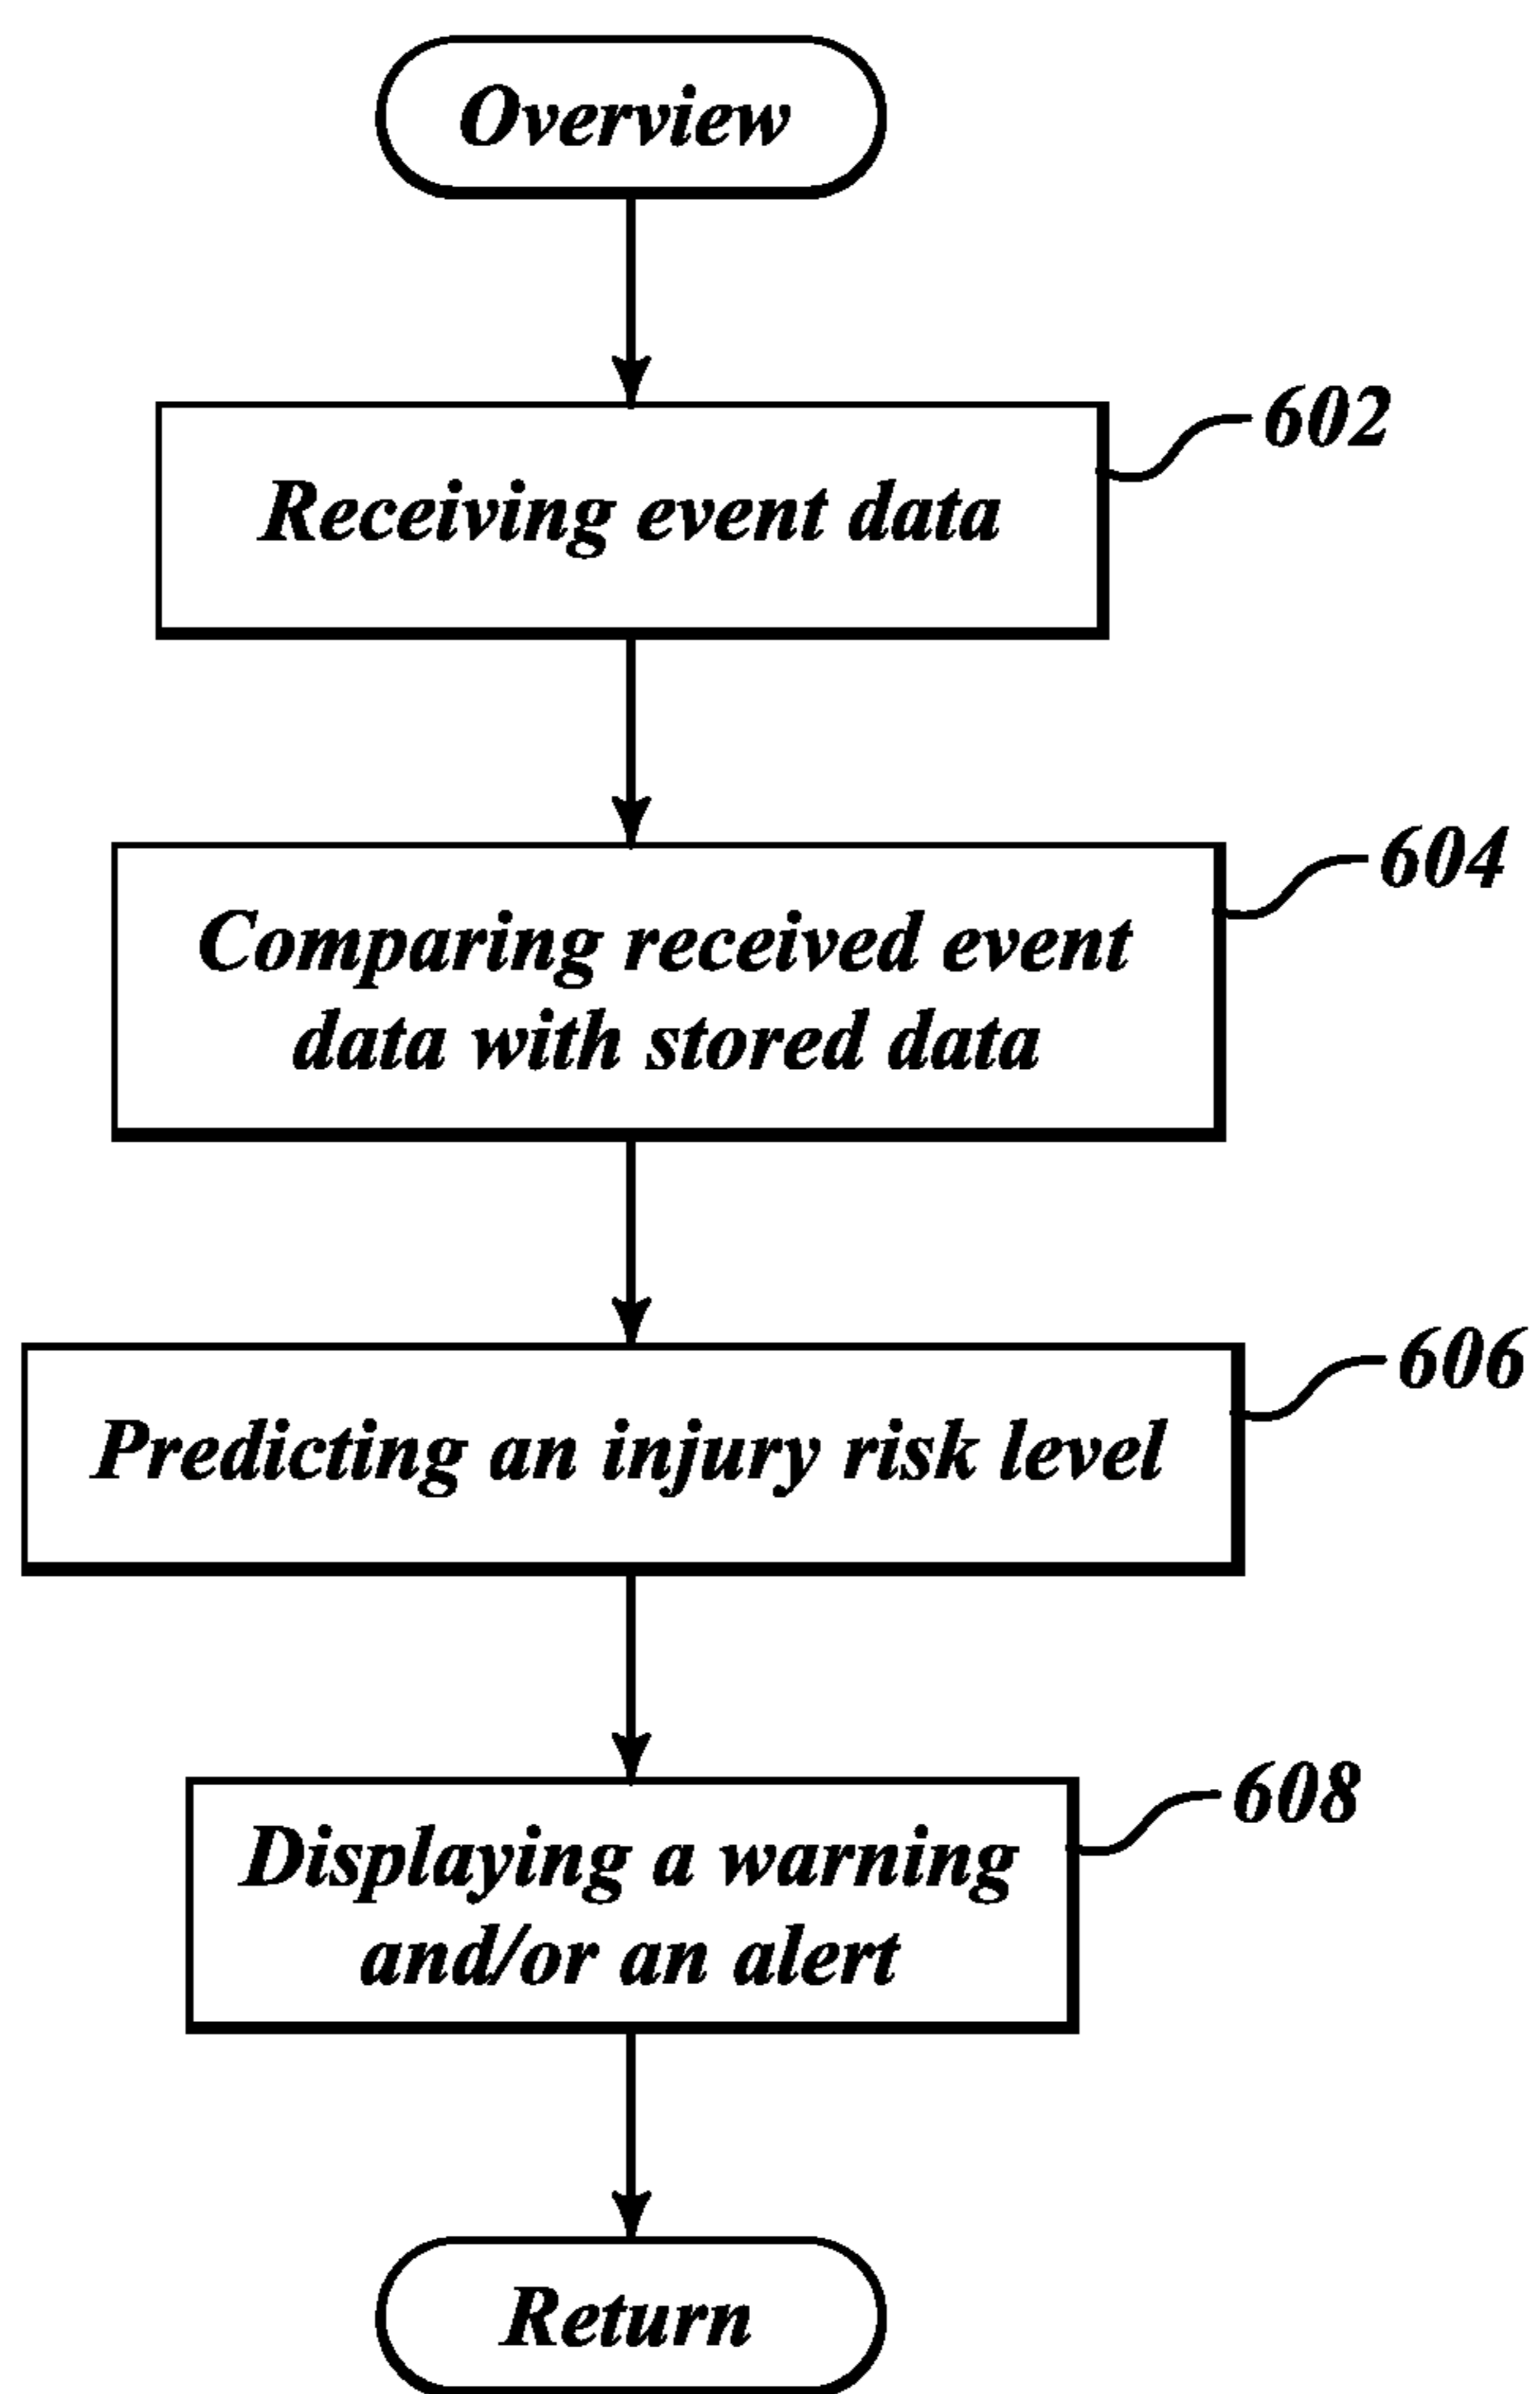 Overview
602
Receiving event data
604
Comparing received event
data with stored data
606
Predicting an injury risk level
608
Displaying a warning
and/or an alert
Return